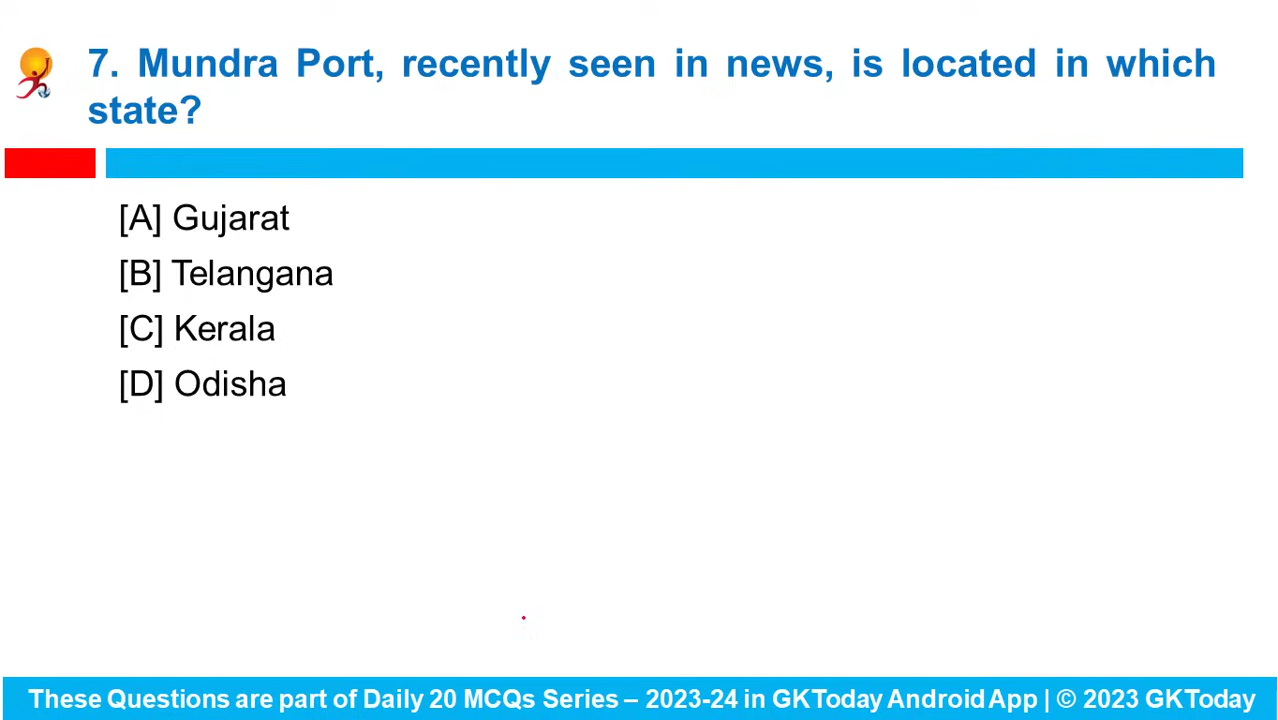 7. Mundra Port, recently seen in news, is located in which
state?
[A] Gujarat
[B] Telangana
[C] Kerala
[D] Odisha
These Questions are part of Daily 20 MCQs Series – 2023-24 in GKToday Android App | © 2023 GKToday